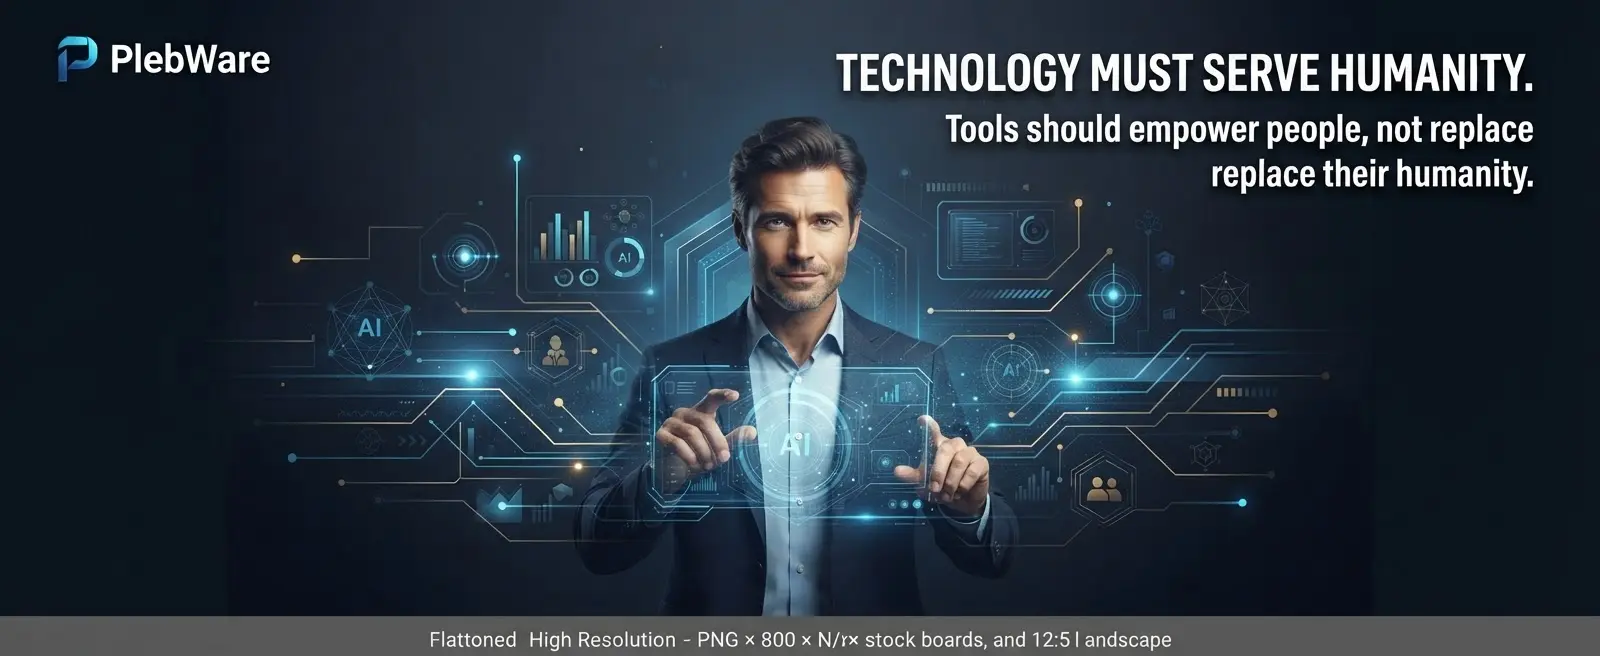 PlebWare
TECHNOLOGY MUST SERVE HUMANITY.
Tools should empower people, not replace
replace their humanity.
AI
AI
AI
AI
Flattoned High Resolution - PNG × 800 × N/r× stock boards, and 12:5 l andscape